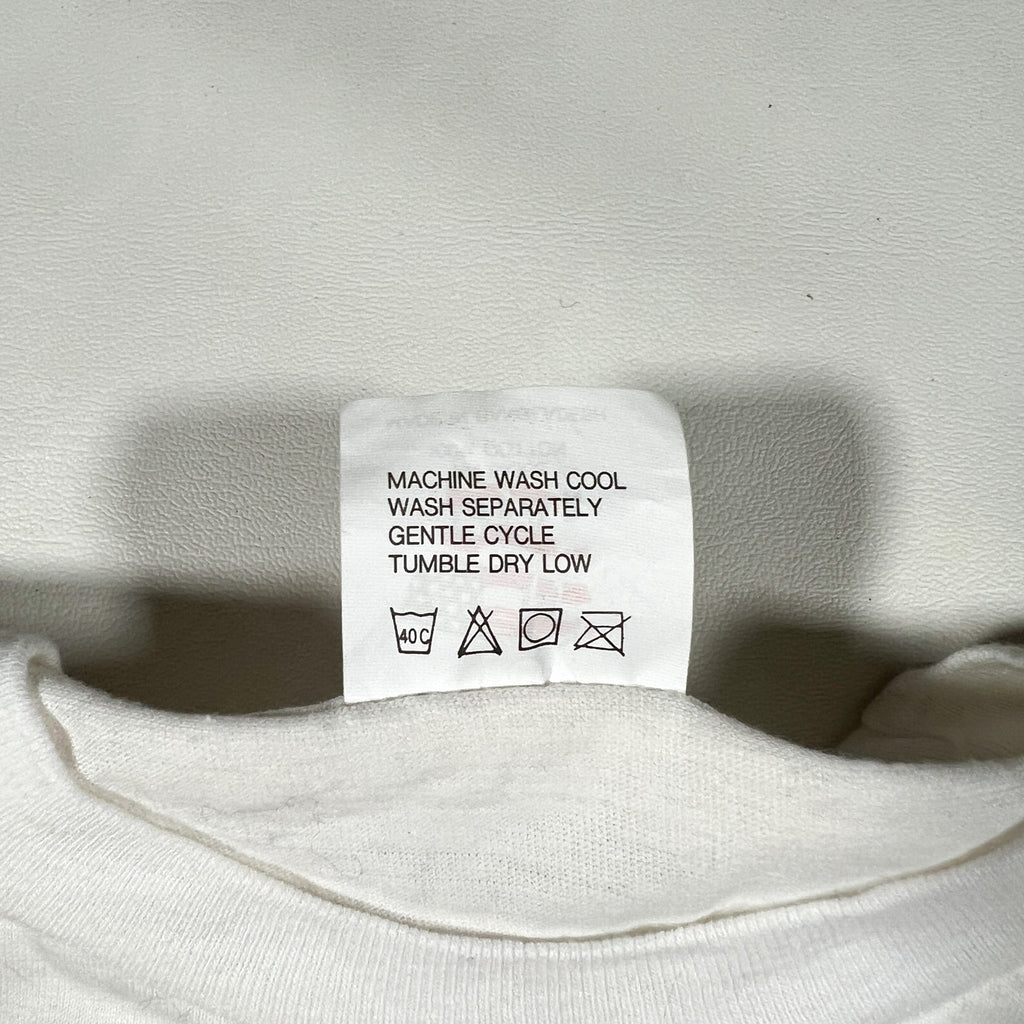 MACHINE WASH COOL
WASH SEPARATELY
GENTLE CYCLE
TUMBLE DRY LOW
40C